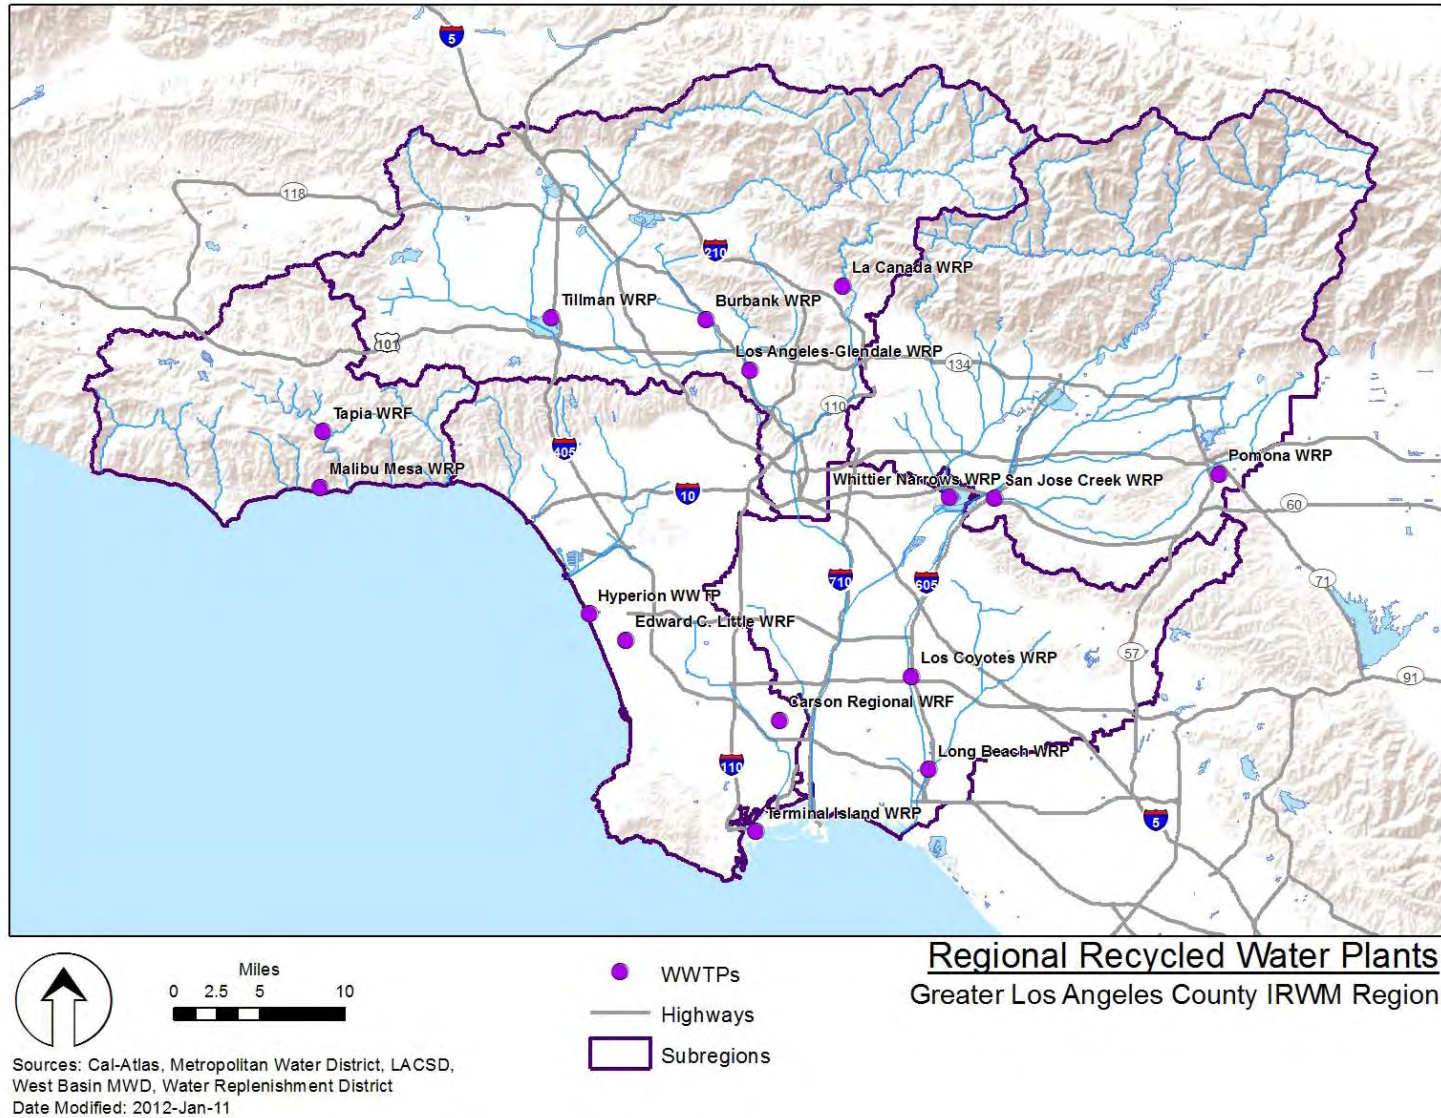 5
118
210
La Canada WRP
Tillman WRP
Burbank WRP
101
Los Angeles-Glendale WRP
134
110
Tapia WRF
405
Pomona WRP
Malibu Mesa WRP
10
Whittier Narrows WRP
San Jose Creek WRP
60
710
605
71
Hyperion WWTP
Edward C. Little WRF
Los Coyotes WRP
57
91
Carson Regional WRF
Long Beach WRP
110
Terminal Island WRP
5
Regional Recycled Water Plants
Greater Los Angeles County IRWM Region
Miles
0 2.5 5 10
WWTPs
Highways
Subregions
Sources: Cal-Atlas, Metropolitan Water District, LACSD,
West Basin MWD, Water Replenishment District
Date Modified: 2012-Jan-11